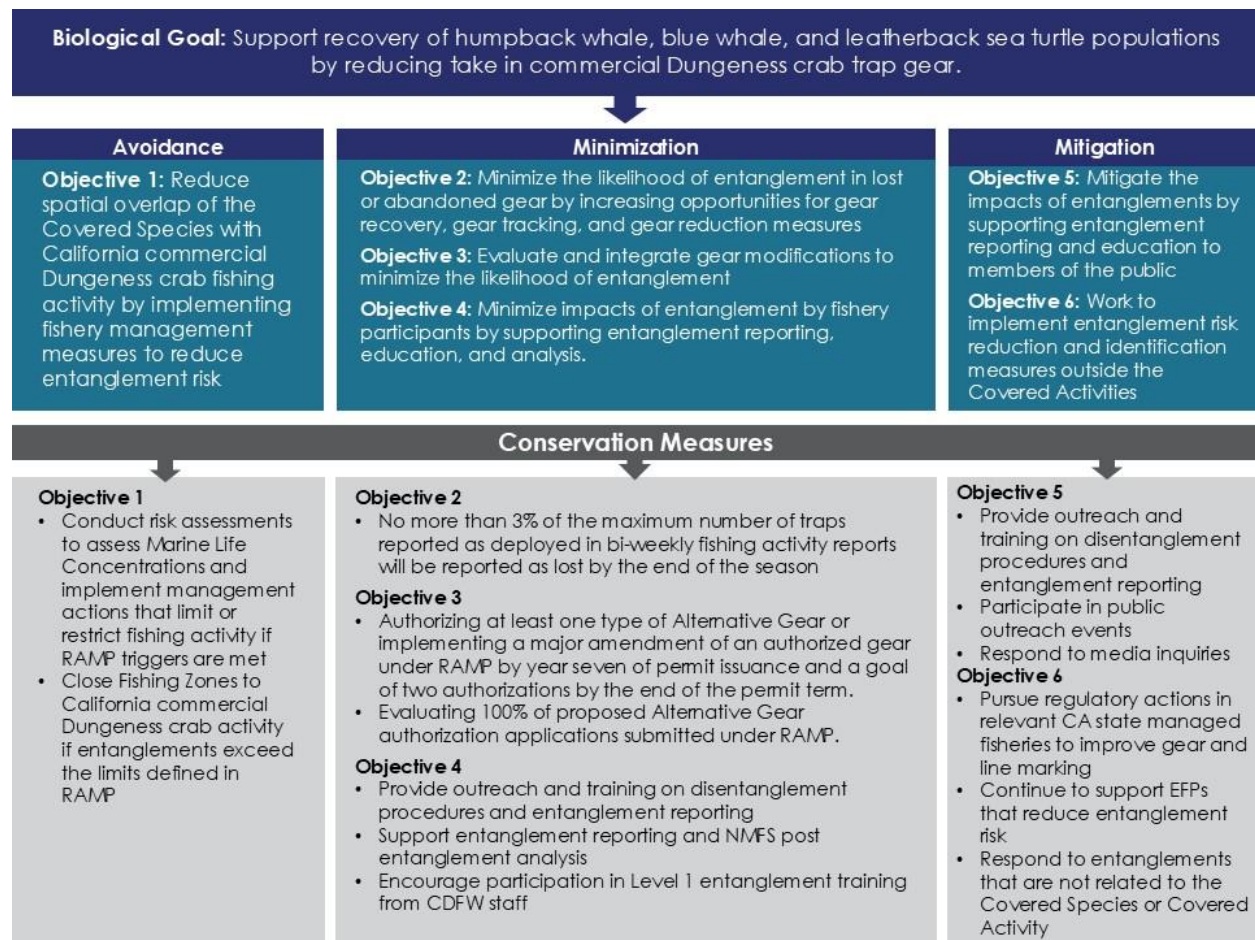 Biological Goal: Support recovery of humpback whale, blue whale, and leatherback sea turtle populations
by reducing take in commercial Dungeness crab trap gear.
Avoidance
Objective 1: Reduce
spatial overlap of the
Covered Species with
California commercial
Dungeness crab fishing
activity by implementing
fishery management
measures to reduce
entanglement risk
Minimization
Objective 2: Minimize the likelihood of entanglement in lost
or abandoned gear by increasing opportunities for gear
recovery, gear tracking, and gear reduction measures
Objective 3: Evaluate and integrate gear modifications to
minimize the likelihood of entanglement
Objective 4: Minimize impacts of entanglement by fishery
participants by supporting entanglement reporting,
education, and analysis.
Mitigation
Objective 5: Mitigate the
impacts of entanglements by
supporting entanglement
reporting and education to
members of the public
Objective 6: Work to
implement entanglement risk
reduction and identification
measures outside the
Covered Activities
Conservation Measures
Objective 1
• Conduct risk assessments
to assess Marine Life
Concentrations and
implement management
actions that limit or
restrict fishing activity if
RAMP triggers are met
• Close Fishing Zones to
California commercial
Dungeness crab activity
if entanglements exceed
the limits defined in
RAMP
Objective 2
• No more than 3% of the maximum number of traps
reported as deployed in bi-weekly fishing activity reports
will be reported as lost by the end of the season
Objective 3
• Authorizing at least one type of Alternative Gear or
implementing a major amendment of an authorized gear
under RAMP by year seven of permit issuance and a goal
of two authorizations by the end of the permit term.
• Evaluating 100% of proposed Alternative Gear
authorization applications submitted under RAMP.
Objective 4
• Provide outreach and training on disentanglement
procedures and entanglement reporting
• Support entanglement reporting and NMFS post
entanglement analysis
• Encourage participation in Level 1 entanglement training
from CDFW staff
Objective 5
• Provide outreach and
training on disentanglement
procedures and
entanglement reporting
• Participate in public
outreach events
• Respond to media inquiries
Objective 6
• Pursue regulatory actions in
relevant CA state managed
fisheries to improve gear and
line marking
• Continue to support EFPs
that reduce entanglement
risk
• Respond to entanglements
that are not related to the
Covered Species or Covered
Activity